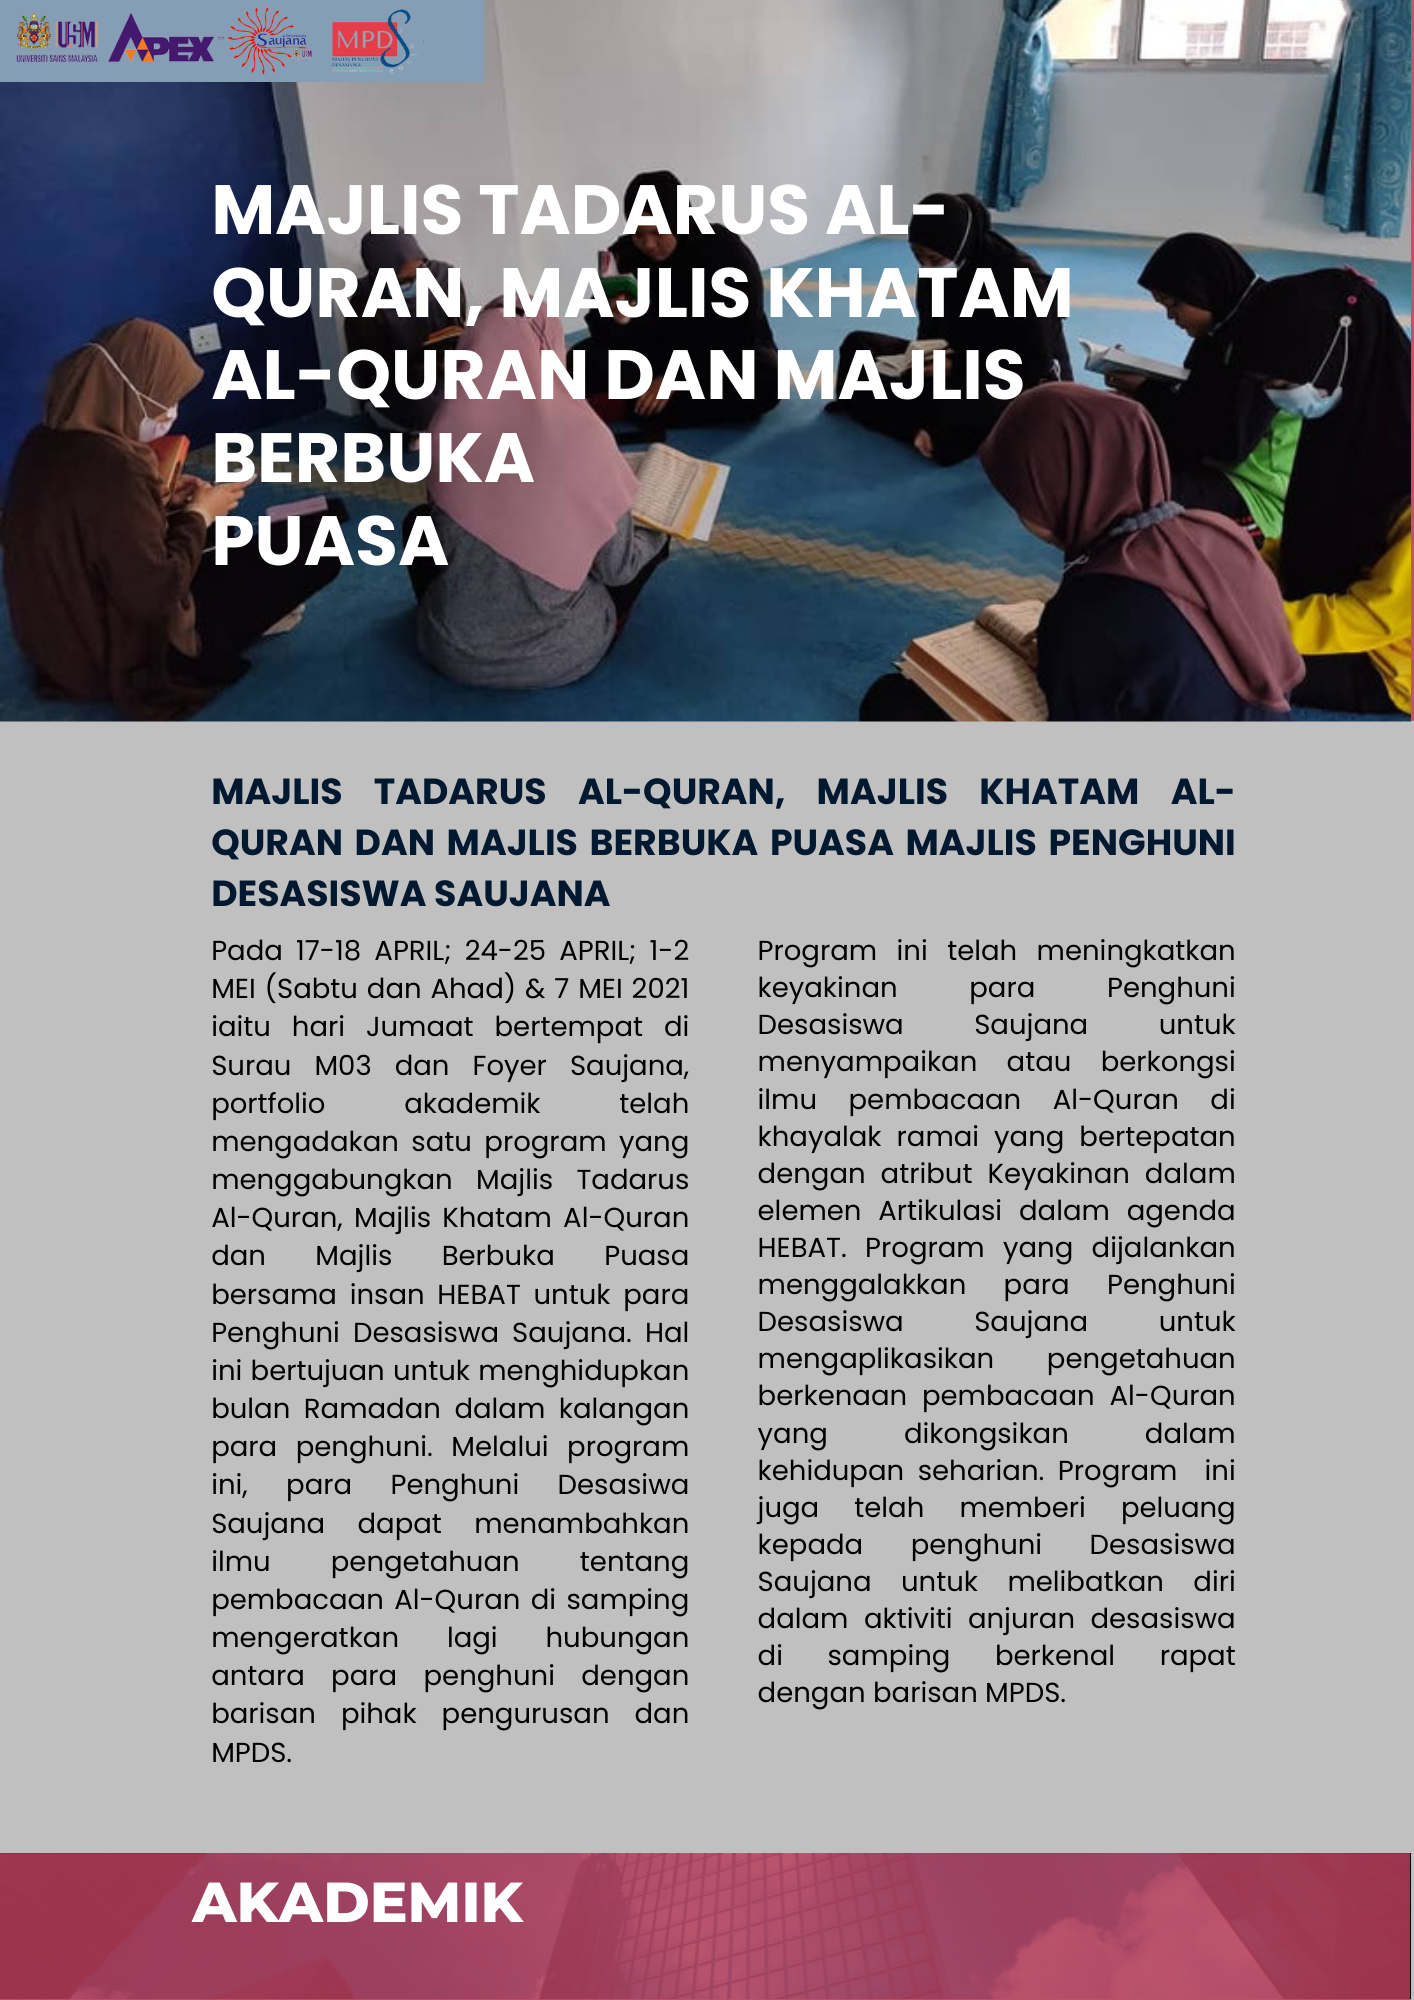 USM
UNIVERSITI SAINS MALAYSIA
APEX
Saujana
USM
MPDS
MAJLIS PENGHUNI
DESASISWA
MAJLIS TADARUS AL-
QURAN, MAJLIS KHATAM
AL-QURAN DAN MAJLIS
BERBUKA
PUASA
MAJLIS TADARUS AL-QURAN, MAJLIS KHATAM AL-
QURAN DAN MAJLIS BERBUKA PUASA MAJLIS PENGHUNI
DESASISWA SAUJANA
Pada 17-18 APRIL; 24-25 APRIL; 1-2
MEI (Sabtu dan Ahad) & 7 MEI 2021
iaitu hari Jumaat bertempat di
Surau M03 dan Foyer Saujana,
portfolio akademik telah
mengadakan satu program yang
menggabungkan Majlis Tadarus
Al-Quran, Majlis Khatam Al-Quran
dan Majlis Berbuka Puasa
bersama insan HEBAT untuk para
Penghuni Desasiswa Saujana. Hal
ini bertujuan untuk menghidupkan
bulan Ramadan dalam kalangan
para penghuni. Melalui program
ini, para Penghuni Desasiwa
Saujana dapat menambahkan
ilmu pengetahuan tentang
pembacaan Al-Quran di samping
mengeratkan lagi hubungan
antara para penghuni dengan
barisan pihak pengurusan dan
MPDS.
Program ini telah meningkatkan
keyakinan para Penghuni
Desasiswa Saujana untuk
menyampaikan atau berkongsi
ilmu pembacaan Al-Quran di
khayalak ramai yang bertepatan
dengan atribut Keyakinan dalam
elemen Artikulasi dalam agenda
HEBAT. Program yang dijalankan
menggalakkan para Penghuni
Desasiswa Saujana untuk
mengaplikasikan pengetahuan
berkenaan pembacaan Al-Quran
yang dikongsikan dalam
kehidupan seharian. Program ini
juga telah memberi peluang
kepada penghuni Desasiswa
Saujana untuk melibatkan diri
dalam aktiviti anjuran desasiswa
di samping berkenal rapat
dengan barisan MPDS.
AKADEMIK